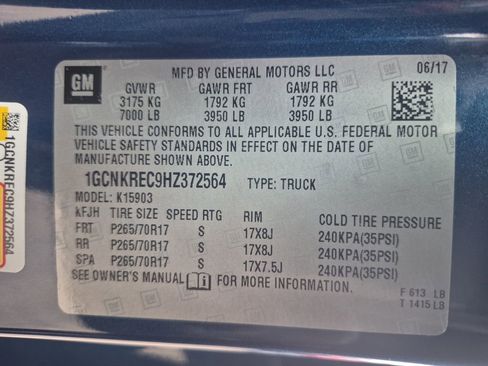 GM
MFD BY GENERAL MOTORS LLC
06/17
GVWR GAWR FRT GAWR RR
3175 KG 1792 KG 1792 KG
7000 LB 3950 LB 3950 LB
THIS VEHICLE CONFORMS TO ALL APPLICABLE U.S. FEDERAL MOTOR
VEHICLE SAFETY STANDARDS IN EFFECT ON THE DATE OF
MANUFACTURE SHOWN ABOVE.
1GCNKREC9HZ372564 TYPE: TRUCK
MODEL: K15903
KFJH TIRE SIZE SPEED RTG RIM COLD TIRE PRESSURE
FRT P265/70R17 S 17X8J 240KPA(35PSI)
RR P265/70R17 S 17X8J 240KPA(35PSI)
SPA P265/70R17 S 17X7.5J 240KPA(35PSI)
SEE OWNER'S MANUAL FOR MORE INFORMATION.
F 613 LB
T 1415 LB
1GCNKREC9HZ372564